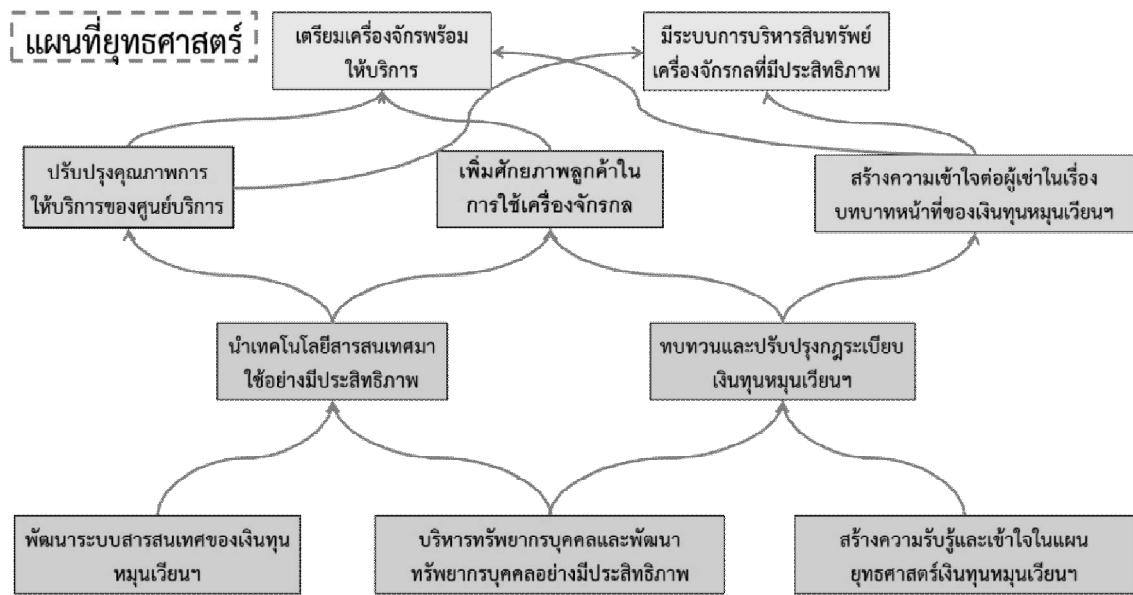 แผนที่ยุทธศาสตร์
เตรียมเครื่องจักรพร้อม
ให้บริการ
มีระบบการบริหารสินทรัพย์
เครื่องจักรกลที่มีประสิทธิภาพ
ปรับปรุงคุณภาพการ
ให้บริการของศูนย์บริการ
เพิ่มศักยภาพลูกค้าใน
การใช้เครื่องจักรกล
สร้างความเข้าใจต่อผู้เช่าในเรื่อง
บทบาทหน้าที่ของเงินทุนหมุนเวียนฯ
นำเทคโนโลยีสารสนเทศมา
ใช้อย่างมีประสิทธิภาพ
ทบทวนและปรับปรุงกฎระเบียบ
เงินทุนหมุนเวียนฯ
พัฒนาระบบสารสนเทศของเงินทุน
หมุนเวียนฯ
บริหารทรัพยากรบุคคลและพัฒนา
ทรัพยากรบุคคลอย่างมีประสิทธิภาพ
สร้างความรับรู้และเข้าใจในแผน
ยุทธศาสตร์เงินทุนหมุนเวียนฯ